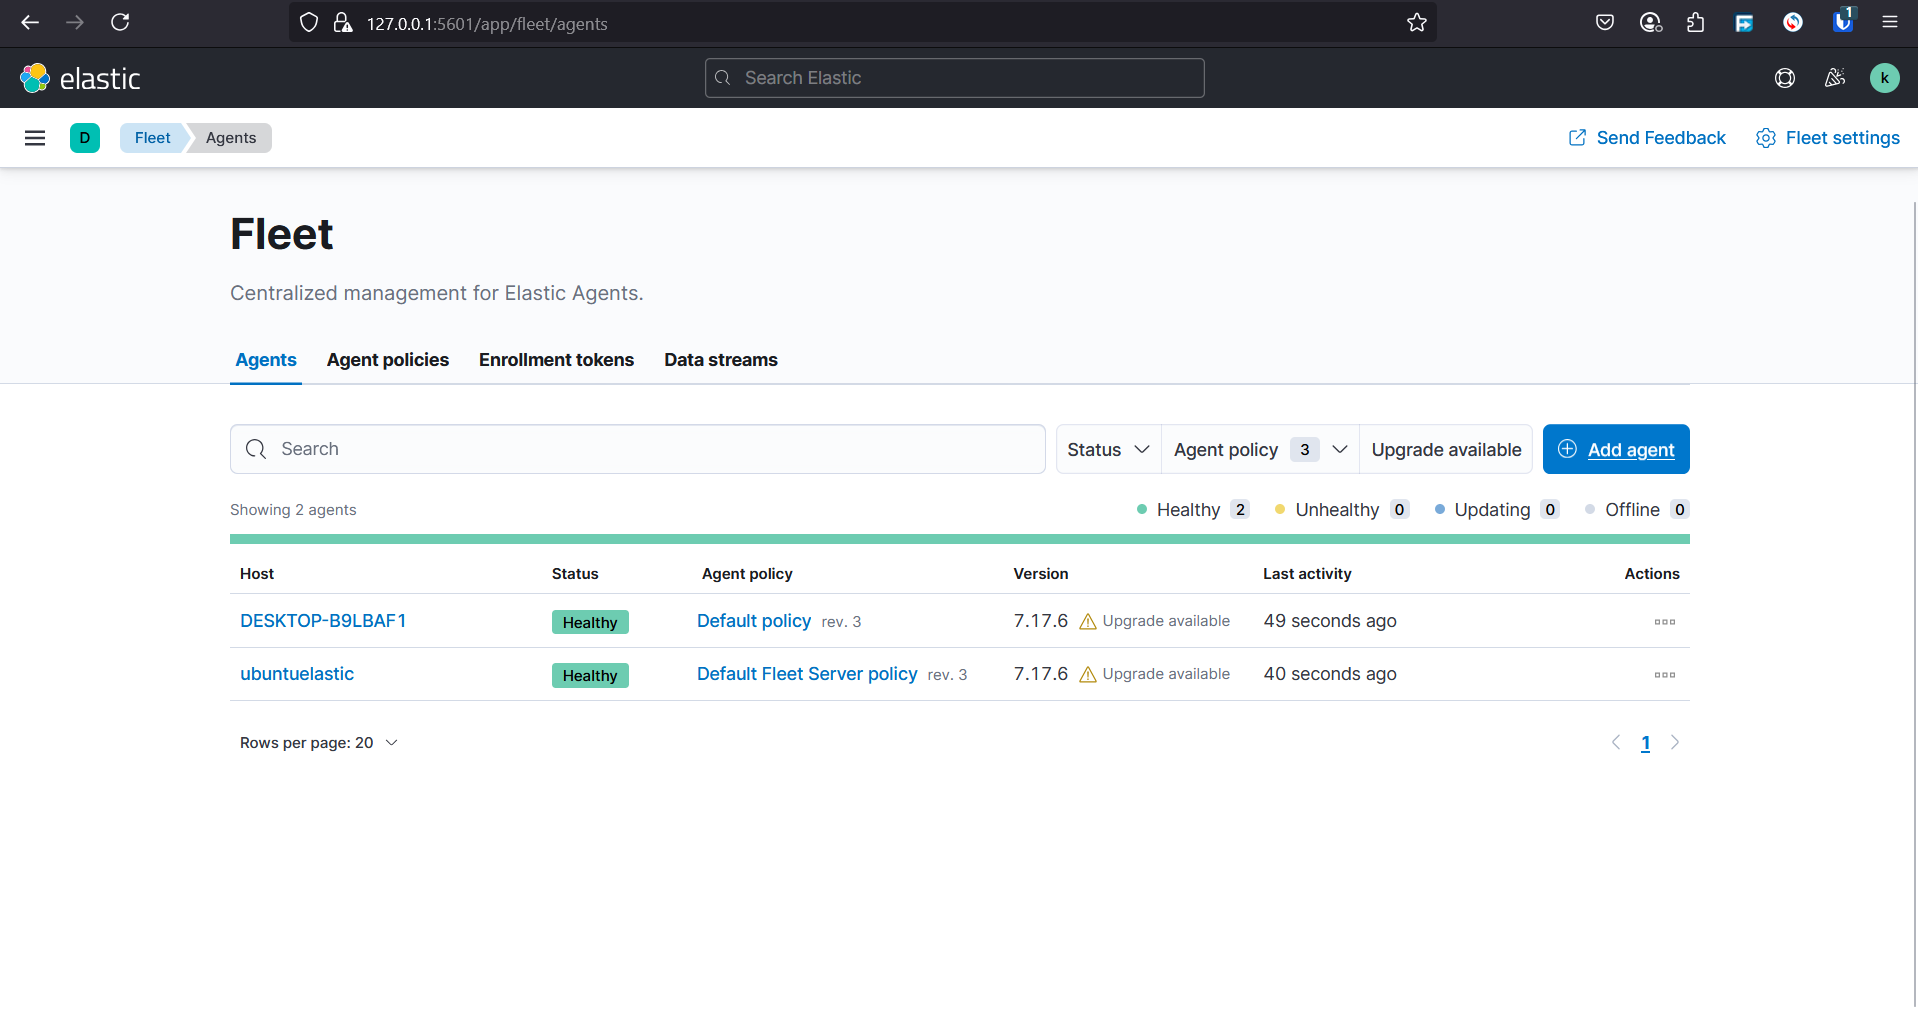 127.0.0.1:5601/app/fleet/agents
1
elastic
Search Elastic
k
D
Fleet
Agents
Send Feedback
Fleet settings
Fleet
Centralized management for Elastic Agents.
Agents
Agent policies
Enrollment tokens
Data streams
Search
Status
Agent policy 3
Upgrade available
Add agent
Showing 2 agents
Healthy 2
Unhealthy 0
Updating 0
Offline 0
Host Status Agent policy Version Last activity Actions
DESKTOP-B9LBAF1 Healthy Default policy rev. 3 7.17.6 Upgrade available 49 seconds ago
ubuntuelastic Healthy Default Fleet Server policy rev. 3 7.17.6 Upgrade available 40 seconds ago
Rows per page: 20
1